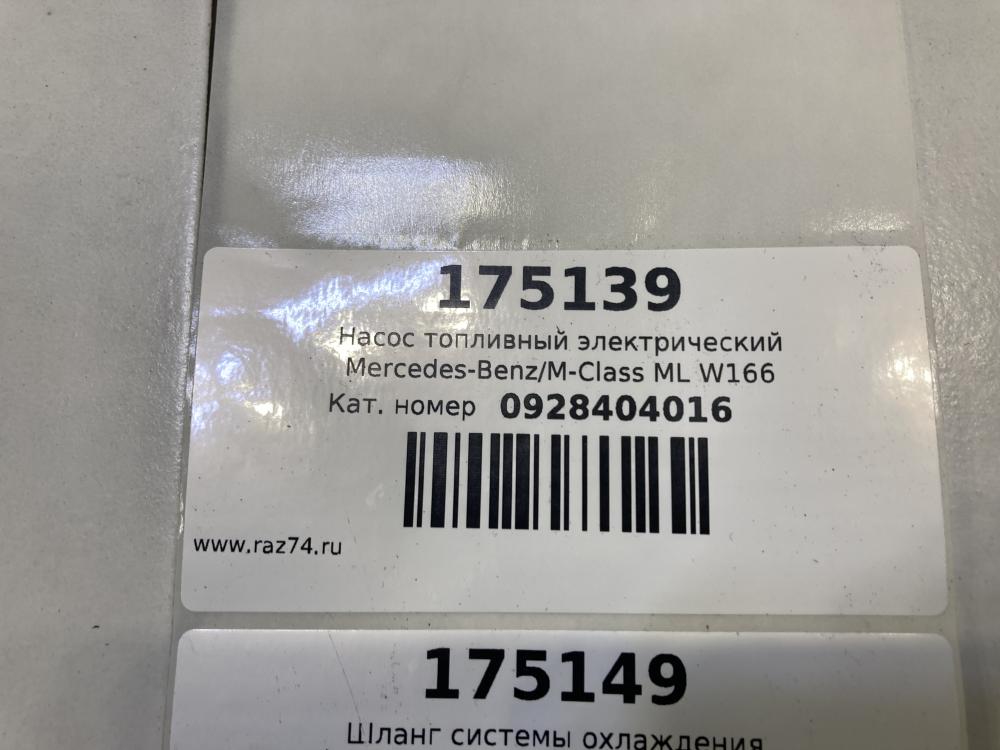 175139
Насос топливный электрический
Mercedes-Benz/M-Class ML W166
Кат. номер 0928404016
www.raz74.ru
175149
Шланг системы охлаждения